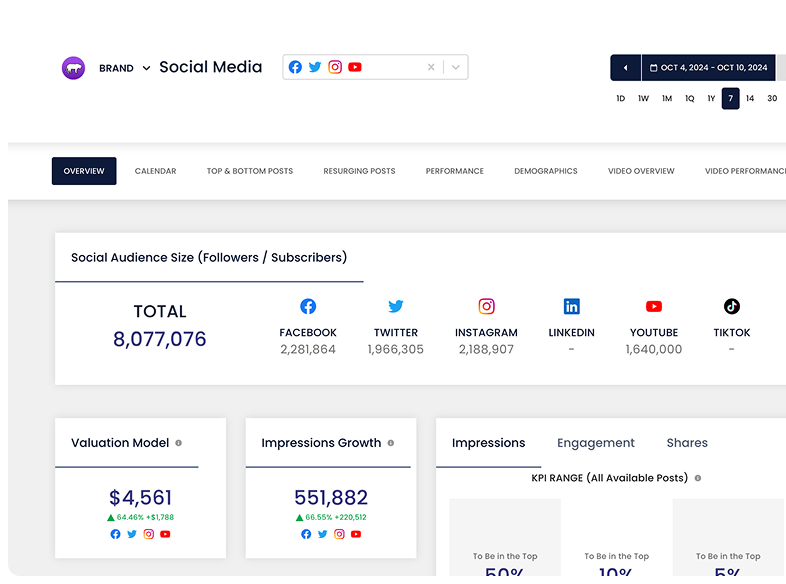 BRAND Social Media
OCT 4, 2024 - OCT 10, 2024
1D 1W 1M 1Q 1Y 7 14 30
OVERVIEW CALENDAR TOP & BOTTOM POSTS RESURGING POSTS PERFORMANCE DEMOGRAPHICS VIDEO OVERVIEW VIDEO PERFORMANC
Social Audience Size (Followers / Subscribers)
TOTAL
8,077,076
FACEBOOK TWITTER INSTAGRAM LINKEDIN YOUTUBE TIKTOK
2,281,864 1,966,305 2,188,907 - 1,640,000 -
Valuation Model
$4,561
64.46% +$1,788
Impressions Growth
551,882
66.55% +220,512
Impressions Engagement Shares
KPI RANGE (All Available Posts)
To Be in the Top To Be in the Top To Be in the Top
50% 10% 5%